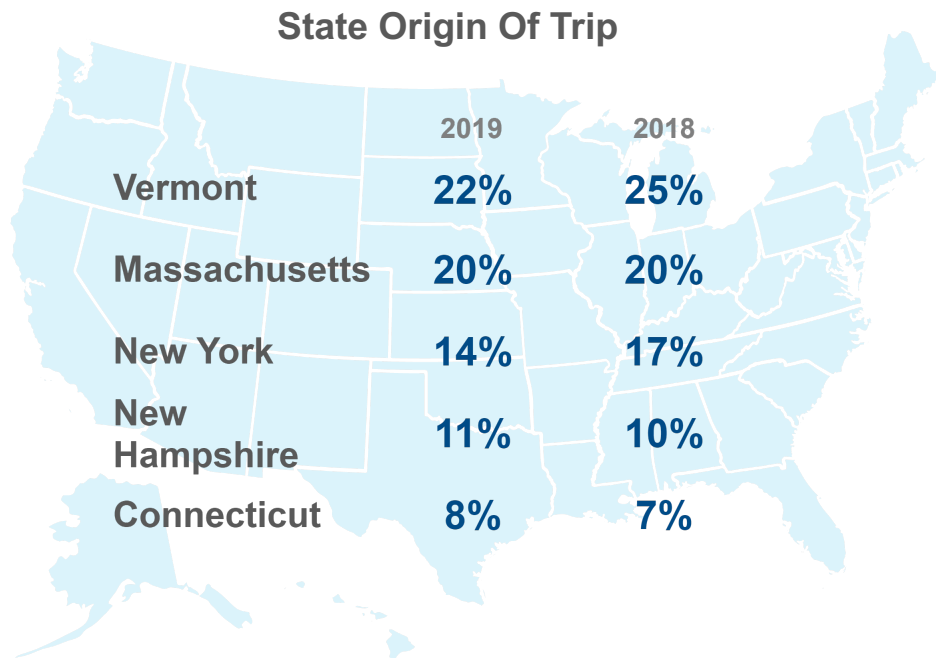 State Origin Of Trip
2019 2018
Vermont 22% 25%
Massachusetts 20% 20%
New York 14% 17%
New
Hampshire 11% 10%
Connecticut 8% 7%